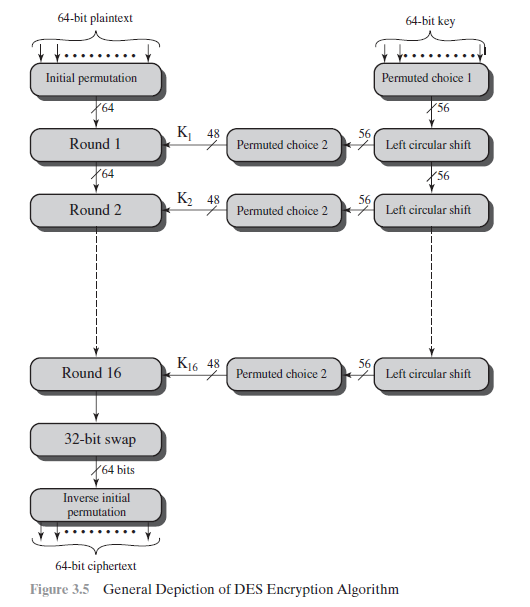 64-bit plaintext
64-bit key
Initial permutation
Permuted choice 1
64
56
Round 1
K1 48
Permuted choice 2
56
Left circular shift
64
56
Round 2
K2 48
Permuted choice 2
56
Left circular shift
Round 16
K16 48
Permuted choice 2
56
Left circular shift
32-bit swap
64 bits
Inverse initial
permutation
64-bit ciphertext
Figure 3.5 General Depiction of DES Encryption Algorithm